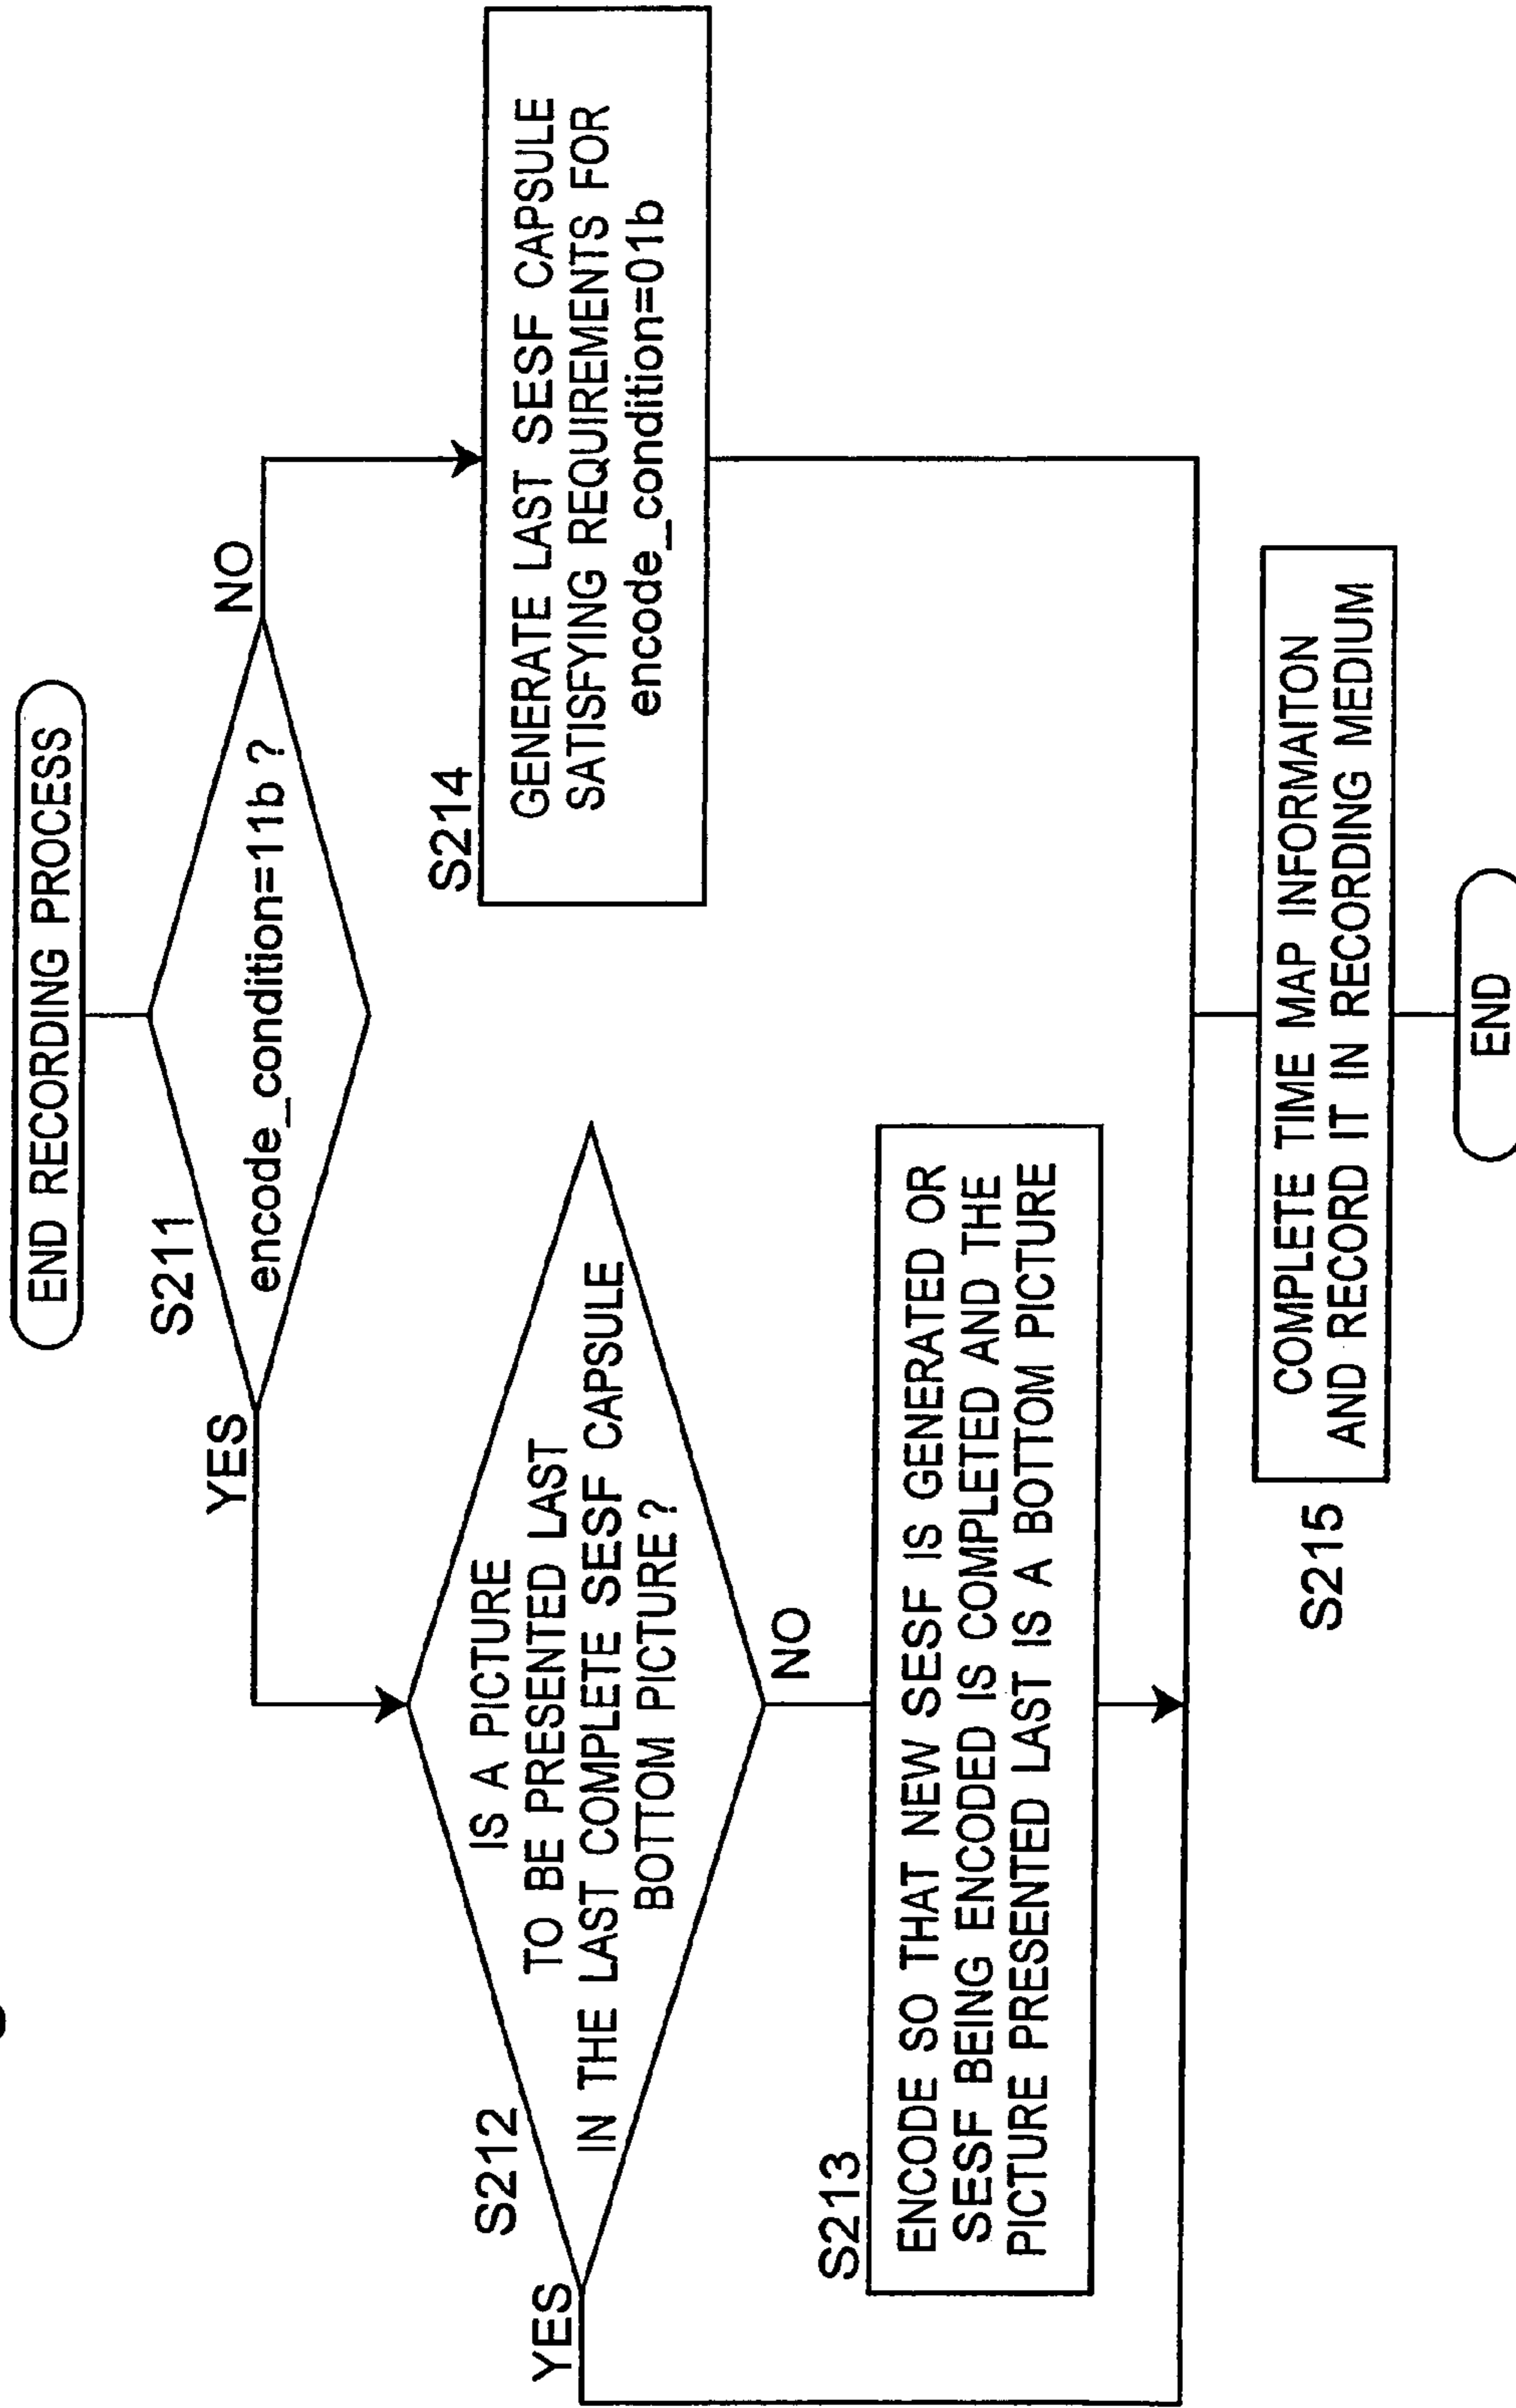 END RECORDING PROCESS
S211
encode_condition=11b ?
YES
NO
S212
IS A PICTURE
TO BE PRESENTED LAST
IN THE LAST COMPLETE SESF CAPSULE
BOTTOM PICTURE?
YES
NO
S214
GENERATE LAST SESF CAPSULE
SATISFYING REQUIREMENTS FOR
encode_condition=01b
S213
ENCODE SO THAT NEW SESF IS GENERATED OR
SESF BEING ENCODED IS COMPLETED AND THE
PICTURE PRESENTED LAST IS A BOTTOM PICTURE
S215
COMPLETE TIME MAP INFORMAITON
AND RECORD IT IN RECORDING MEDIUM
END